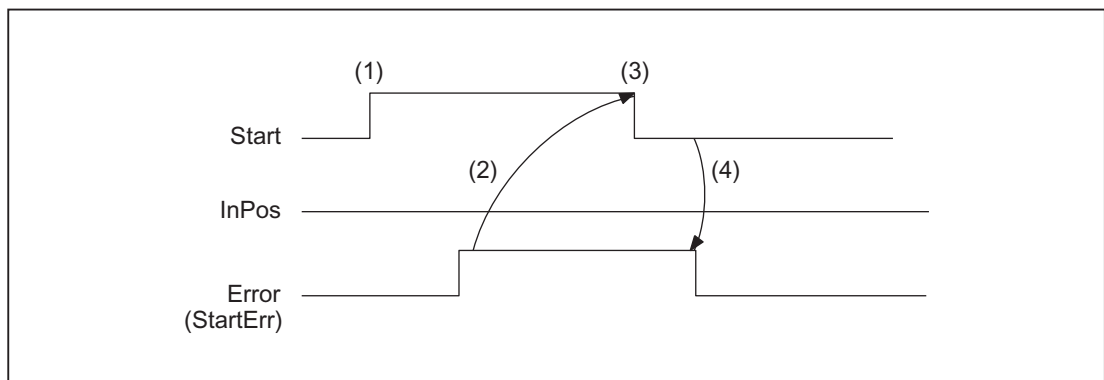 (1)
(3)
Start
(2)
(4)
InPos
Error
(StartErr)